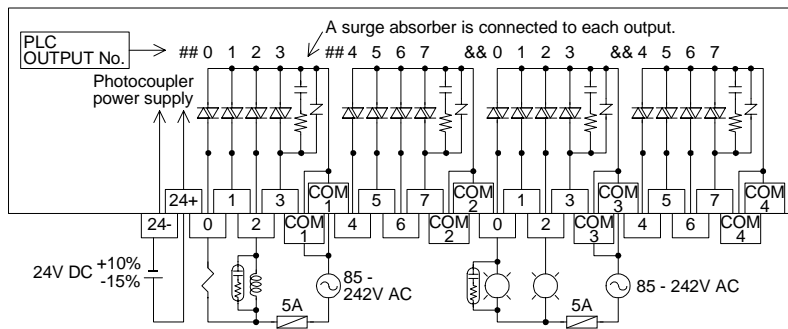 A surge absorber is connected to each output.
PLC
OUTPUT No.
## 0 1 2 3 ## 4 5 6 7 && 0 1 2 3 && 4 5 6 7
Photocoupler
power supply
24+ 1 3 COM 1 5 7 COM 2 1 3 COM 3 5 7 COM 4
24- 0 2 COM 1 4 6 COM 2 0 2 COM 3 4 6 COM 4
24V DC +10%
-15%
85 -
242V AC
5A
85 - 242V AC
5A